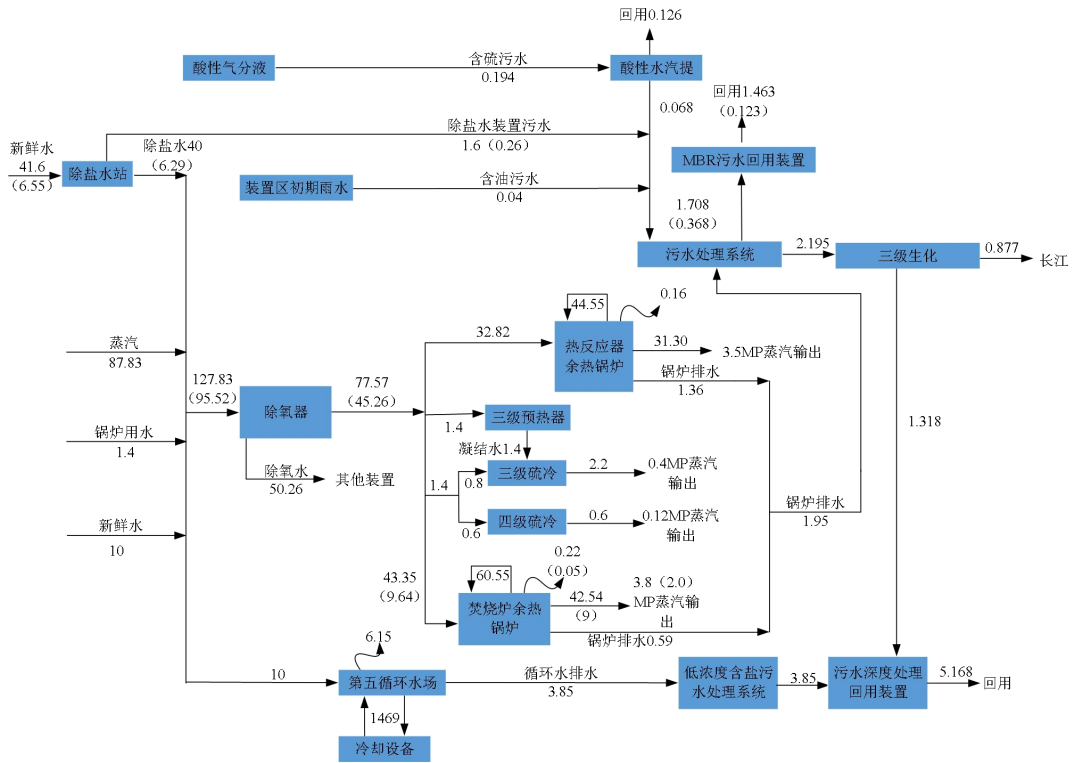 回用0.126
酸性气分液
含硫污水
0.194
酸性水汽提
回用1.463
（0.123）
0.068
新鲜水
41.6
（6.55）
除盐水站
除盐水40
（6.29）
除盐水装置污水
1.6（0.26）
MBR污水回用装置
装置区初期雨水
含油污水
0.04
1.708
（0.368）
污水处理系统
2.195
三级生化
0.877
长江
44.55
0.16
蒸汽
87.83
32.82
热反应器
余热锅炉
31.30
3.5MP蒸汽输出
锅炉排水
1.36
127.83
（95.52）
除氧器
77.57
（45.26）
1.4
三级预热器
1.318
锅炉用水
1.4
凝结水1.4
除氧水
50.26
其他装置
1.4
0.8
三级硫冷
2.2
0.4MP蒸汽
输出
锅炉排水
1.95
新鲜水
10
0.6
四级硫冷
0.6
0.12MP蒸汽
输出
43.35
（9.64）
60.55
0.22
（0.05）
焚烧炉余热
锅炉
42.54
（9）
3.8（2.0）
MP蒸汽输
出
锅炉排水0.59
6.15
10
第五循环水场
循环水排水
3.85
低浓度含盐污
水处理系统
3.85
污水深度处理
回用装置
5.168
回用
1469
冷却设备